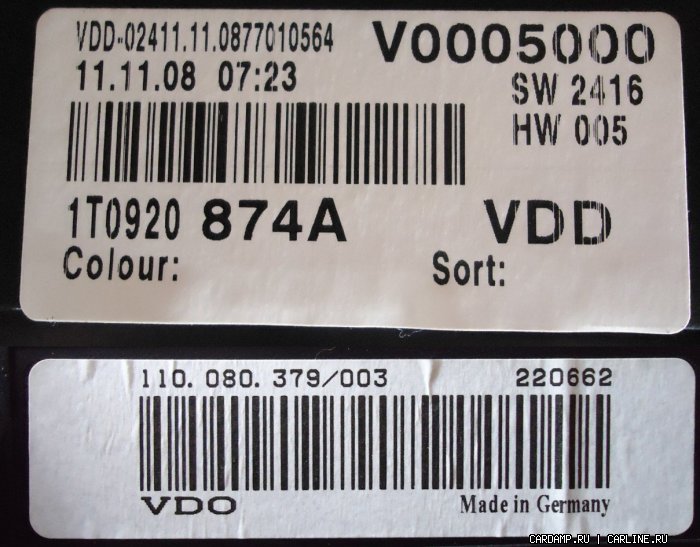 VDD-02411.11.0877010564 V0005000
11.11.08 07:23 SW 2416
HW 005
1T0920 874A VDD
Colour: Sort:
110.080.379/003 220662
VDO Made in Germany
CARDAMP.RU | CARLINE.RU